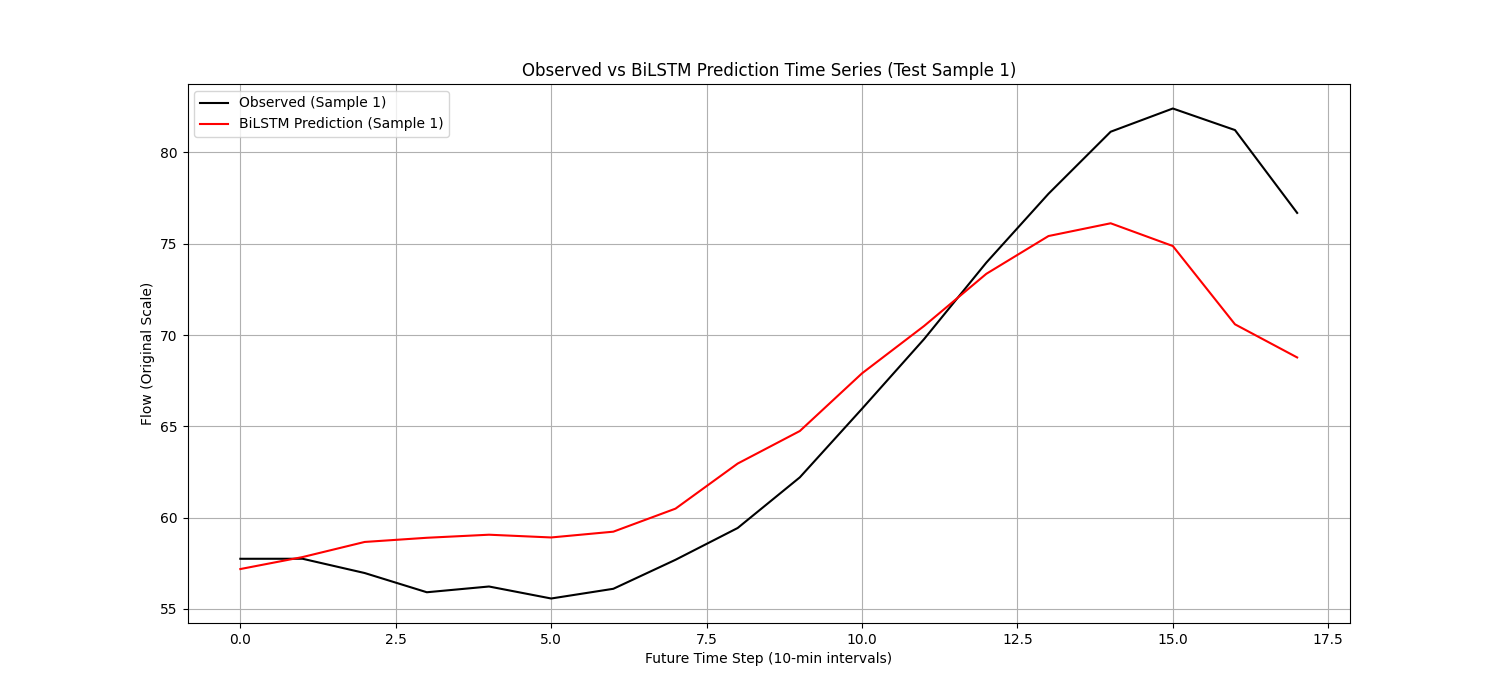 Observed vs BiLSTM Prediction Time Series (Test Sample 1)
Observed (Sample 1)
BiLSTM Prediction (Sample 1)
Flow (Original Scale)
80
75
70
65
60
55
0.0 2.5 5.0 7.5 10.0 12.5 15.0 17.5
Future Time Step (10-min intervals)